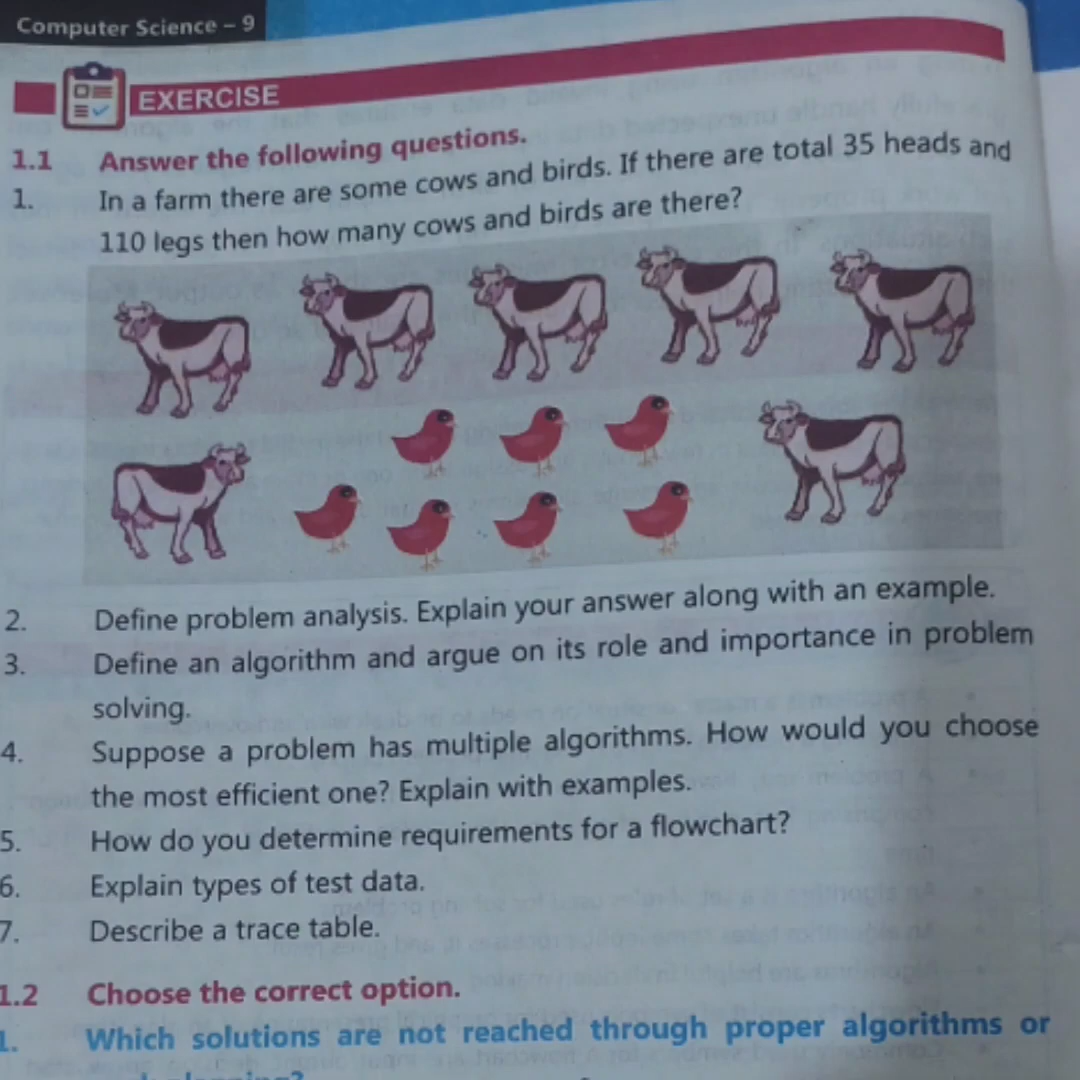 Computer Science – 9
EXERCISE
1.1 Answer the following questions.
1. In a farm there are some cows and birds. If there are total 35 heads and
110 legs then how many cows and birds are there?
2. Define problem analysis. Explain your answer along with an example.
3. Define an algorithm and argue on its role and importance in problem
solving.
4. Suppose a problem has multiple algorithms. How would you choose
the most efficient one? Explain with examples.
5. How do you determine requirements for a flowchart?
6. Explain types of test data.
7. Describe a trace table.
1.2 Choose the correct option.
1. Which solutions are not reached through proper algorithms or